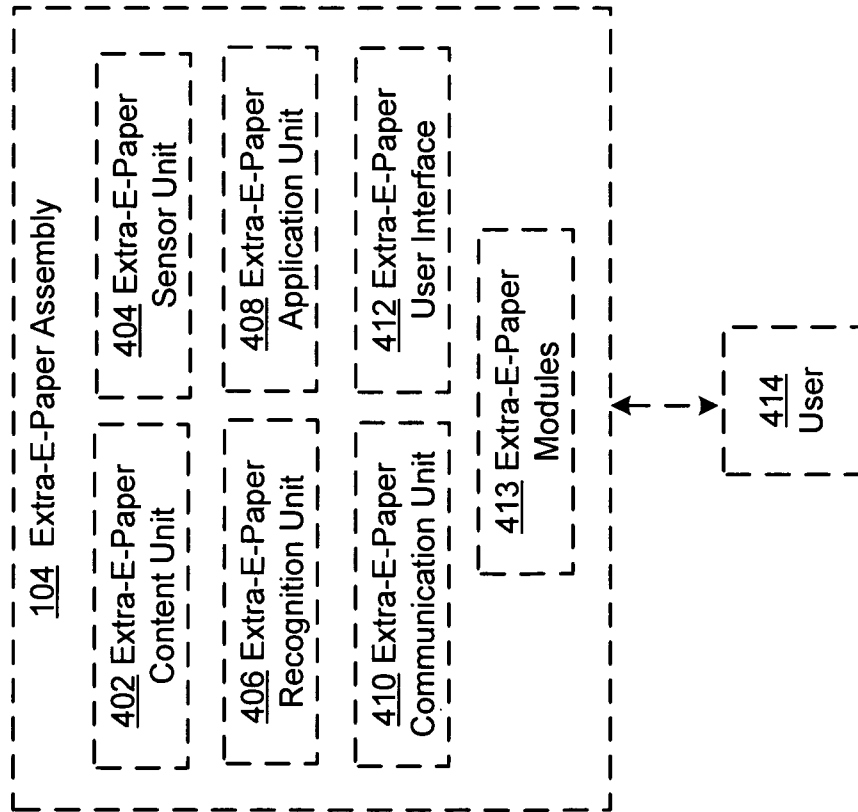 104 Extra-E-Paper Assembly
402 Extra-E-Paper
Content Unit
404 Extra-E-Paper
Sensor Unit
406 Extra-E-Paper
Recognition Unit
408 Extra-E-Paper
Application Unit
410 Extra-E-Paper
Communication Unit
412 Extra-E-Paper
User Interface
413 Extra-E-Paper
Modules
414
User